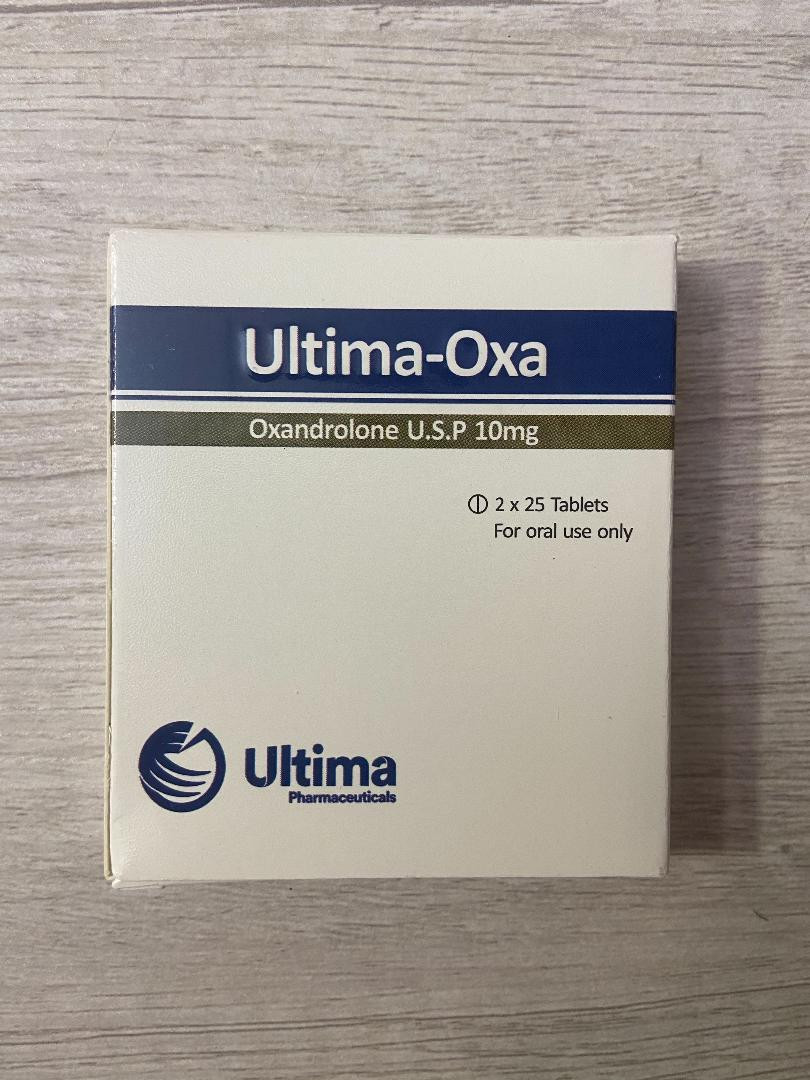 Ultima-Oxa
Oxandrolone U.S.P 10mg
2 x 25 Tablets
For oral use only
Ultima
Pharmaceuticals